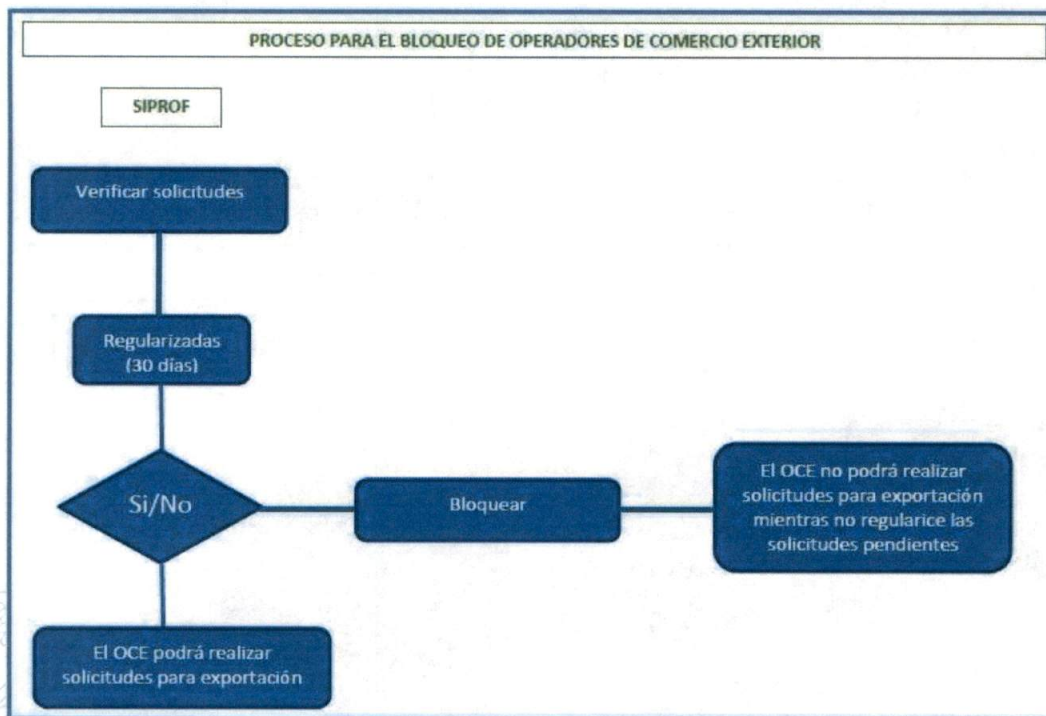 PROCESO PARA EL BLOQUEO DE OPERADORES DE COMERCIO EXTERIOR
SIPROF
Verificar solicitudes
Regularizadas
(30 días)
Si/No
Bloquear
El OCE no podrá realizar
solicitudes para exportación
mientras no regularice las
solicitudes pendientes
El OCE podrá realizar
solicitudes para exportación